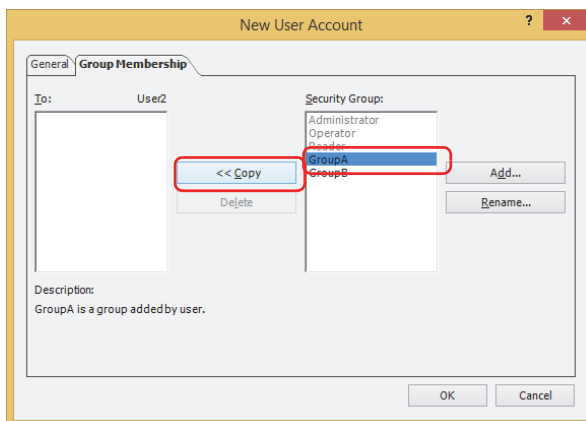 New User Account
? ×
General Group Membership
To: User2 Security Group:
Administrator
Operator
Reader
GroupA
GroupB
<< Copy Add...
Delete Rename...
Description:
GroupA is a group added by user.
OK Cancel